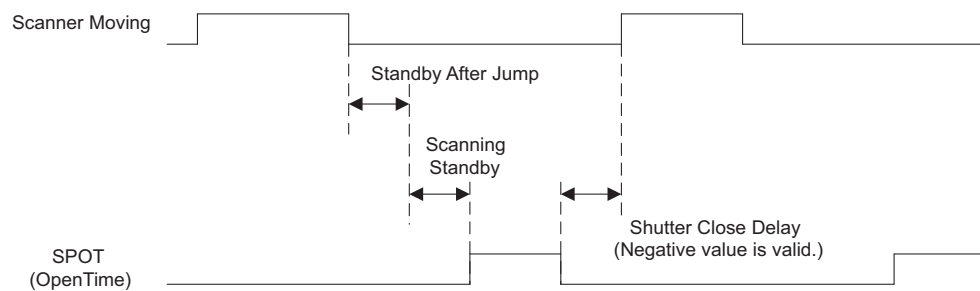 Scanner Moving
Standby After Jump
Scanning
Standby
Shutter Close Delay
(Negative value is valid.)
SPOT
(OpenTime)